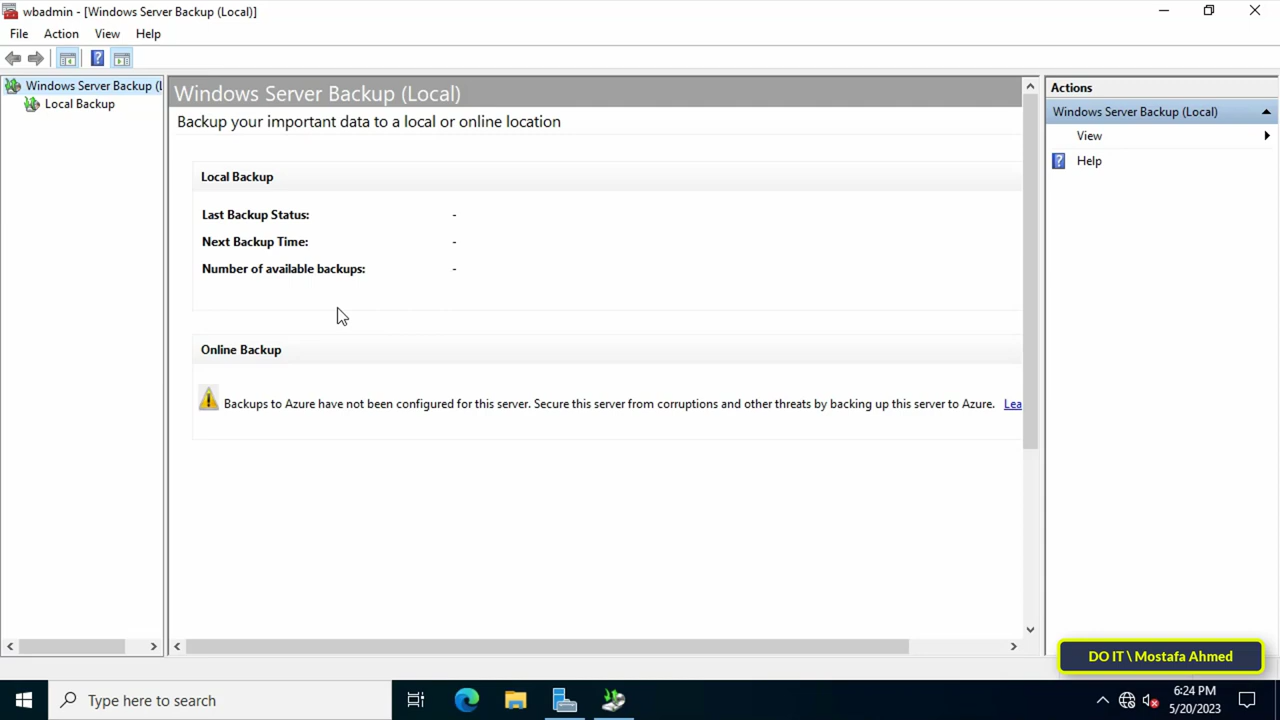 wbadmin - [Windows Server Backup (Local)]
File Action View Help
Windows Server Backup (L
Local Backup
Windows Server Backup (Local)
Backup your important data to a local or online location
Local Backup
Last Backup Status: -
Next Backup Time: -
Number of available backups: -
Online Backup
Backups to Azure have not been configured for this server. Secure this server from corruptions and other threats by backing up this server to Azure. Lea
Actions
Windows Server Backup (Local)
View
Help
DO IT \ Mostafa Ahmed
Type here to search
6:24 PM
5/20/2023